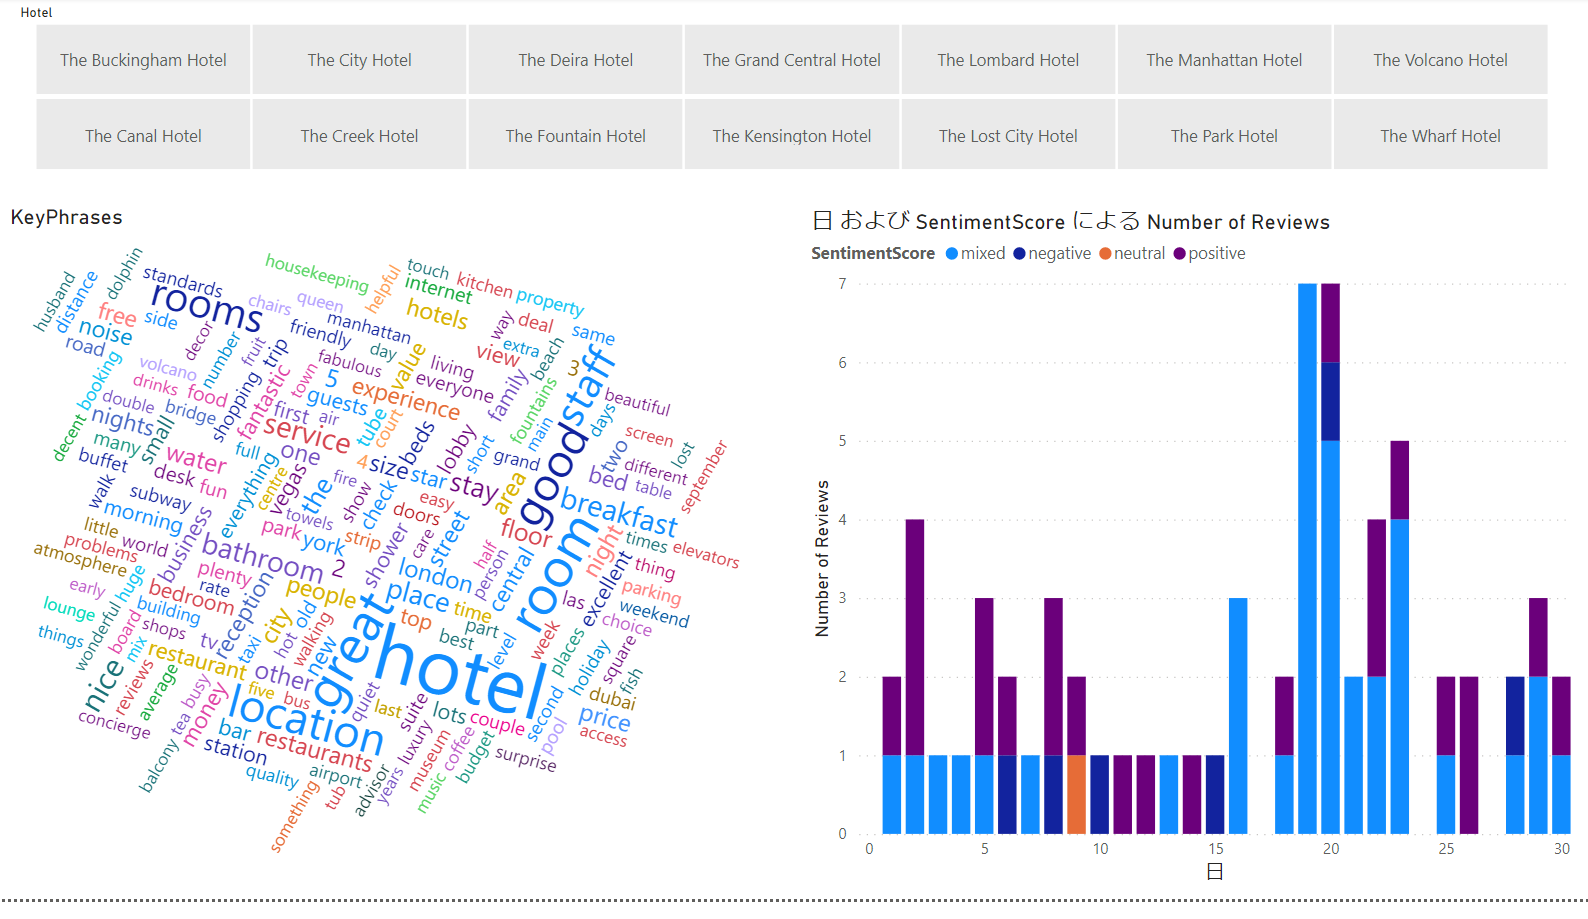 Hotel
The Buckingham Hotel
The City Hotel
The Deira Hotel
The Grand Central Hotel
The Lombard Hotel
The Manhattan Hotel
The Volcano Hotel
The Canal Hotel
The Creek Hotel
The Fountain Hotel
The Kensington Hotel
The Lost City Hotel
The Park Hotel
The Wharf Hotel
KeyPhrases
husband
distance
dolphin
standards
rooms
housekeeping
touch
internet
kitchen
property
helpful
chairs
queen
hotels
free
side
noise
road
decor
number
fruit
trip
friendly
manhattan
way
deal
same
extra
beach
view
staff
volcano
booking
drinks
food
double
bridge
nights
shopping
fantastic
town
fabulous
day
value
living
everyone
family
3
5
guests
experience
first
air
tube
court
fountains
main
days
beautiful
decent
many
small
buffet
full
service
one
4
size
beds
star
lobby
short
grand
good
two
screen
lost
september
different
bed
table
water
desk
fun
walk
subway
everything
centre
vegas
the
fire
show
check
stay
area
easy
doors
breakfast
morning
little
problems
world
atmosphere
business
towels
park
york
strip
care
street
floor
half
person
night
times
elevators
thing
bathroom
2
shower
plenty
rate
early
huge
bedroom
london
central
room
excellent
parking
lounge
wonderful
building
board
shops
reception
people
place
time
las
weekend
choice
things
mix
tv
taxi
city
old
hot
walking
great
top
part
best
level
week
places
square
nice
reviews
restaurant
average
busy
other
new
five
bus
hotel
holiday
fish
dubai
concierge
tea
money
location
quiet
last
suite
lots
couple
second
pool
price
access
balcony
bar
station
restaurants
luxury
museum
coffee
budget
surprise
quality
airport
tub
advisor
years
music
something
日 および SentimentScore による Number of Reviews
SentimentScore mixed negative neutral positive
7
6
5
4
3
2
1
0
Number of Reviews
0 5 10 15 20 25 30
日